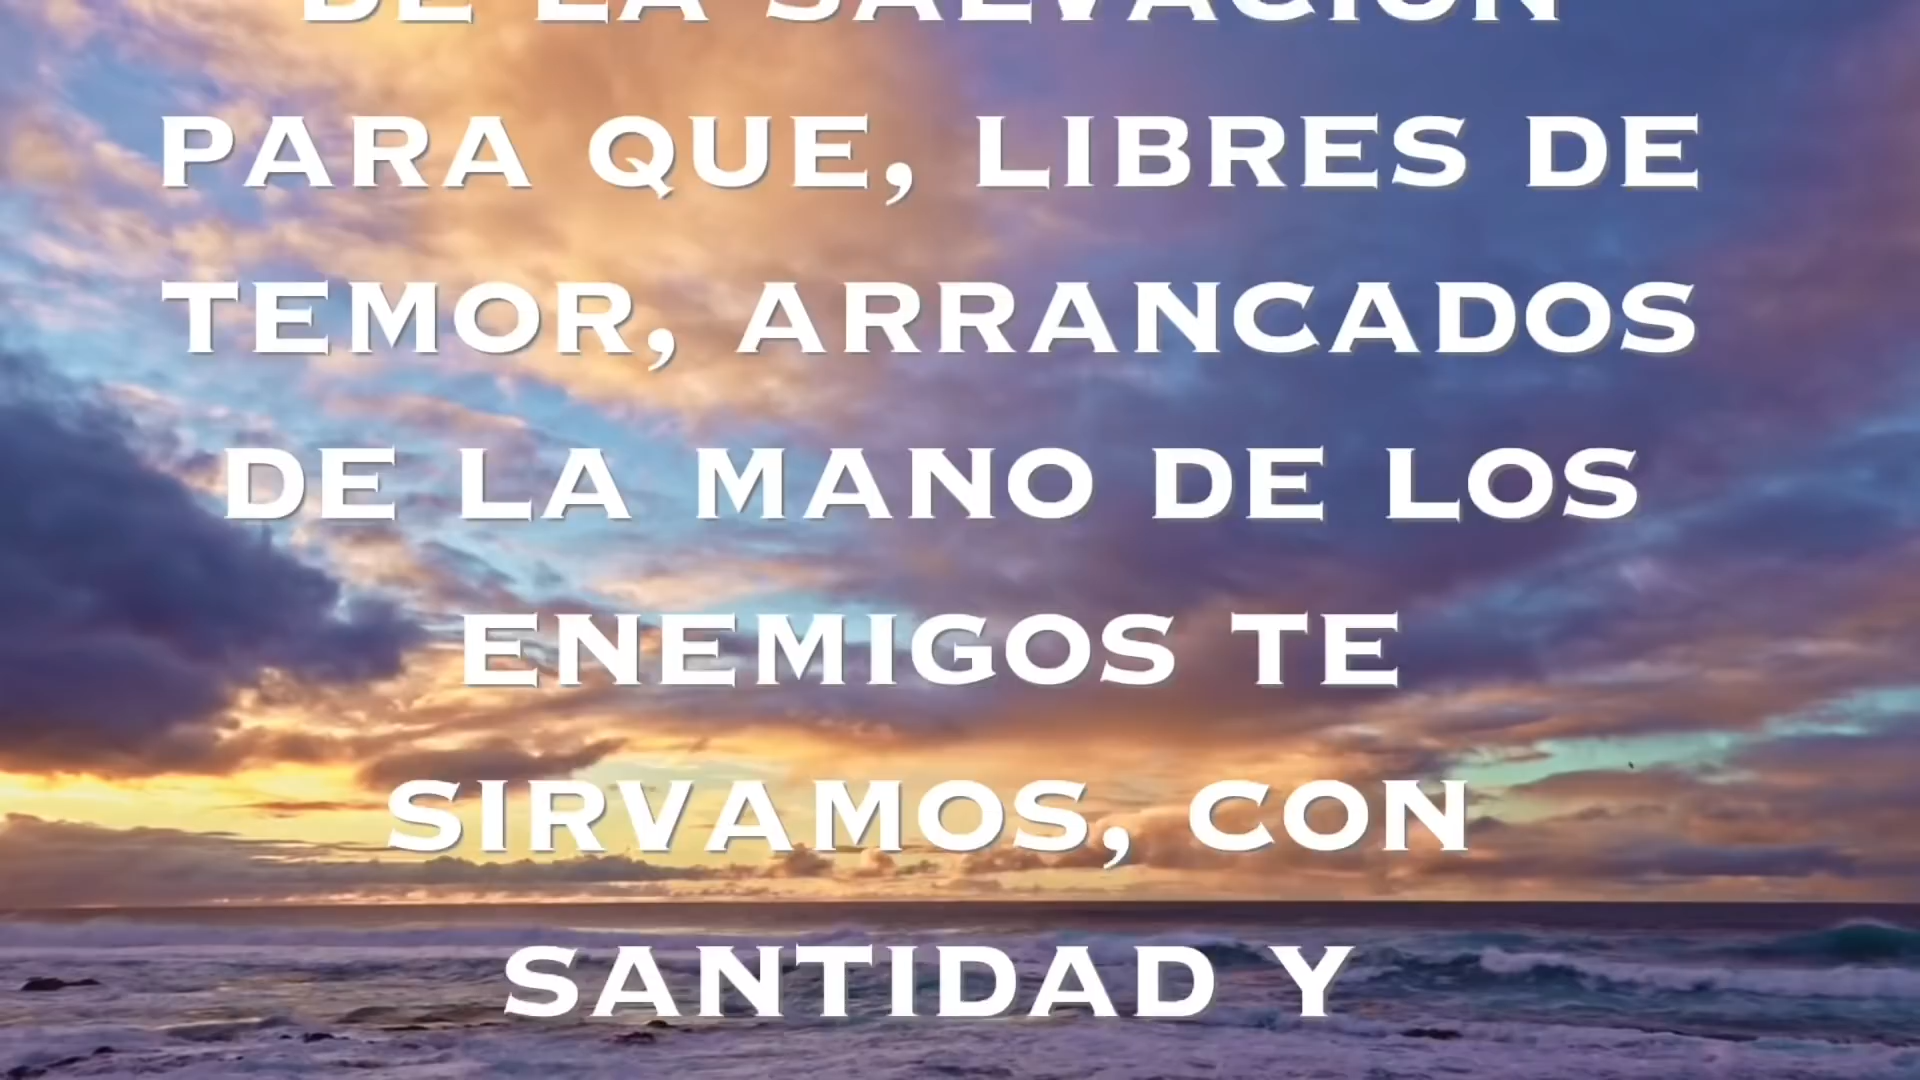 DE LA SALVACIÓN
PARA QUE, LIBRES DE
TEMOR, ARRANCADOS
DE LA MANO DE LOS
ENEMIGOS TE
SIRVAMOS, CON
SANTIDAD Y